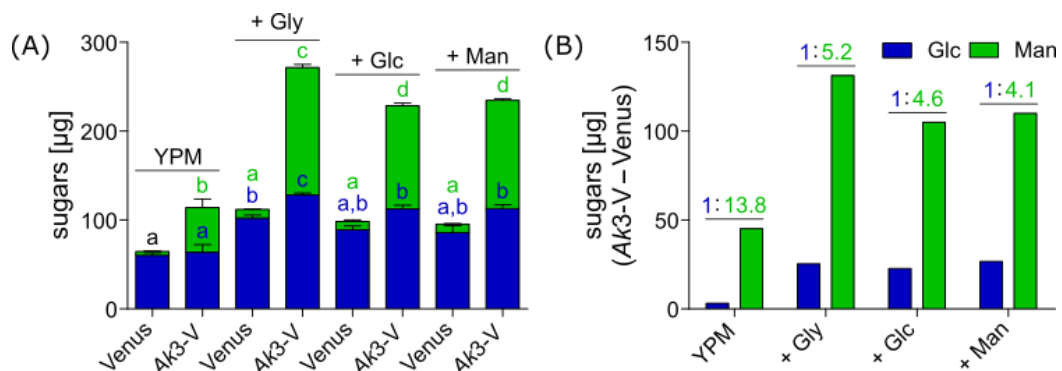 (A)
sugars [µg]
300
200
100
0
YPM
+ Gly
+ Glc
+ Man
a
b
a
a
b
c
c
a
a,b
d
b
a
a,b
d
b
Venus
Ak3-V
Venus
Ak3-V
Venus
Ak3-V
Venus
Ak3-V
(B)
sugars [µg]
(Ak3-V – Venus)
150
100
50
0
Glc
Man
1:13.8
1:5.2
1:4.6
1:4.1
YPM
+ Gly
+ Glc
+ Man